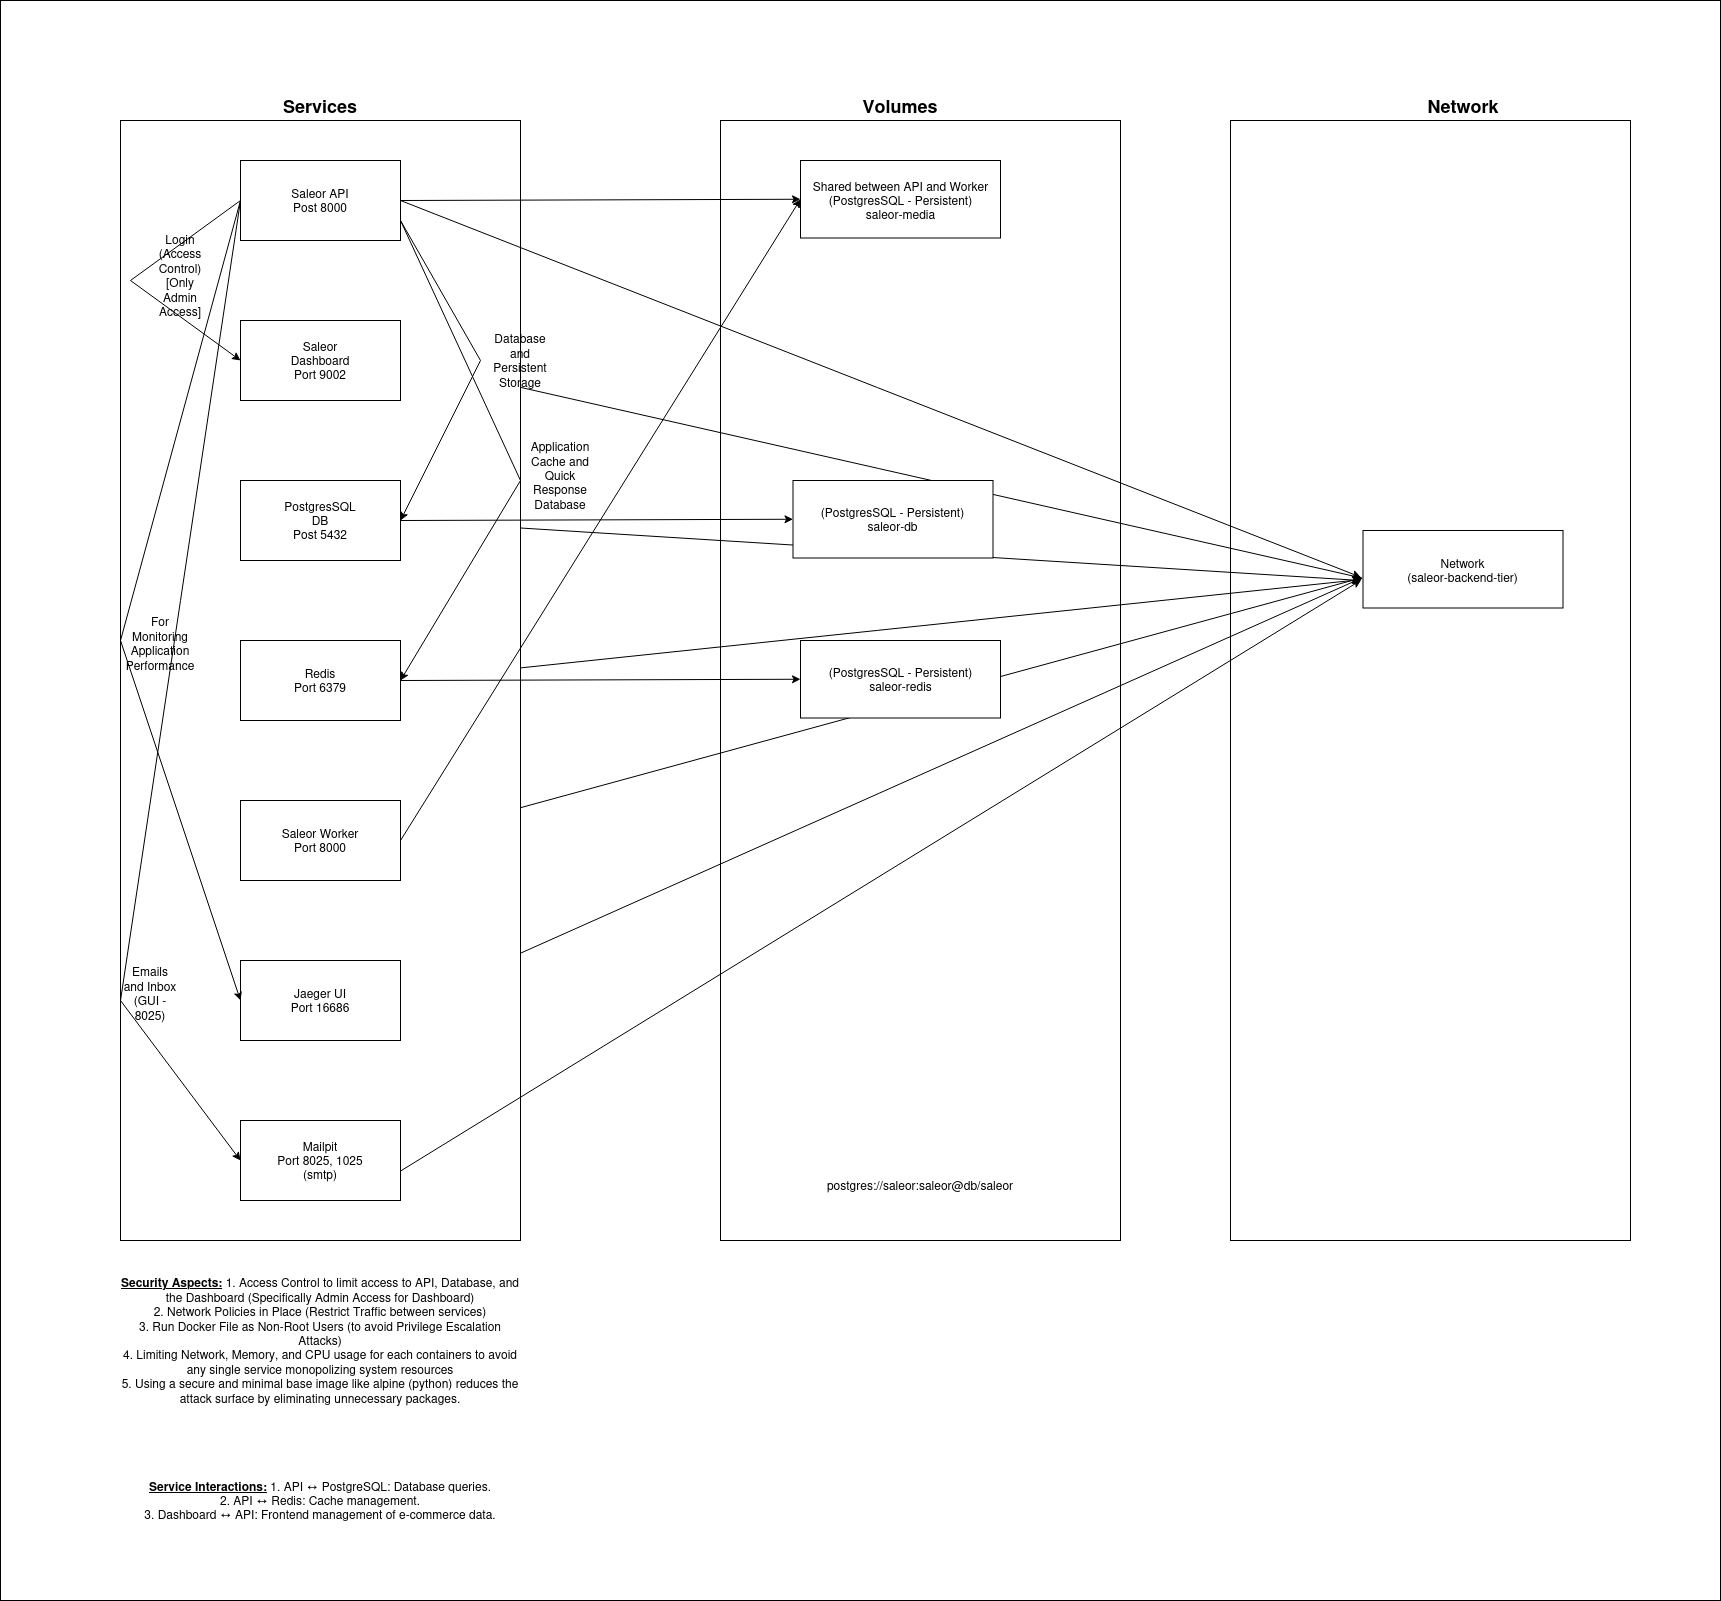 Services
Volumes
Network
Saleor API
Post 8000
Login
(Access
Control)
[Only
Admin
Access]
Saleor
Dashboard
Port 9002
Database
and
Persistent
Storage
Application
Cache and
Quick
Response
Database
PostgresSQL
DB
Post 5432
For
Monitoring
Application
Performance
Redis
Port 6379
Saleor Worker
Port 8000
Emails
and Inbox
(GUI -
8025)
Jaeger UI
Port 16686
Mailpit
Port 8025, 1025
(smtp)
Shared between API and Worker
(PostgresSQL - Persistent)
saleor-media
(PostgresSQL - Persistent)
saleor-db
(PostgresSQL - Persistent)
saleor-redis
postgres://saleor:saleor@db/saleor
Network
(saleor-backend-tier)
Security Aspects: 1. Access Control to limit access to API, Database, and
the Dashboard (Specifically Admin Access for Dashboard)
2. Network Policies in Place (Restrict Traffic between services)
3. Run Docker File as Non-Root Users (to avoid Privilege Escalation
Attacks)
4. Limiting Network, Memory, and CPU usage for each containers to avoid
any single service monopolizing system resources
5. Using a secure and minimal base image like alpine (python) reduces the
attack surface by eliminating unnecessary packages.
Service Interactions: 1. API ↔ PostgreSQL: Database queries.
2. API ↔ Redis: Cache management.
3. Dashboard ↔ API: Frontend management of e-commerce data.